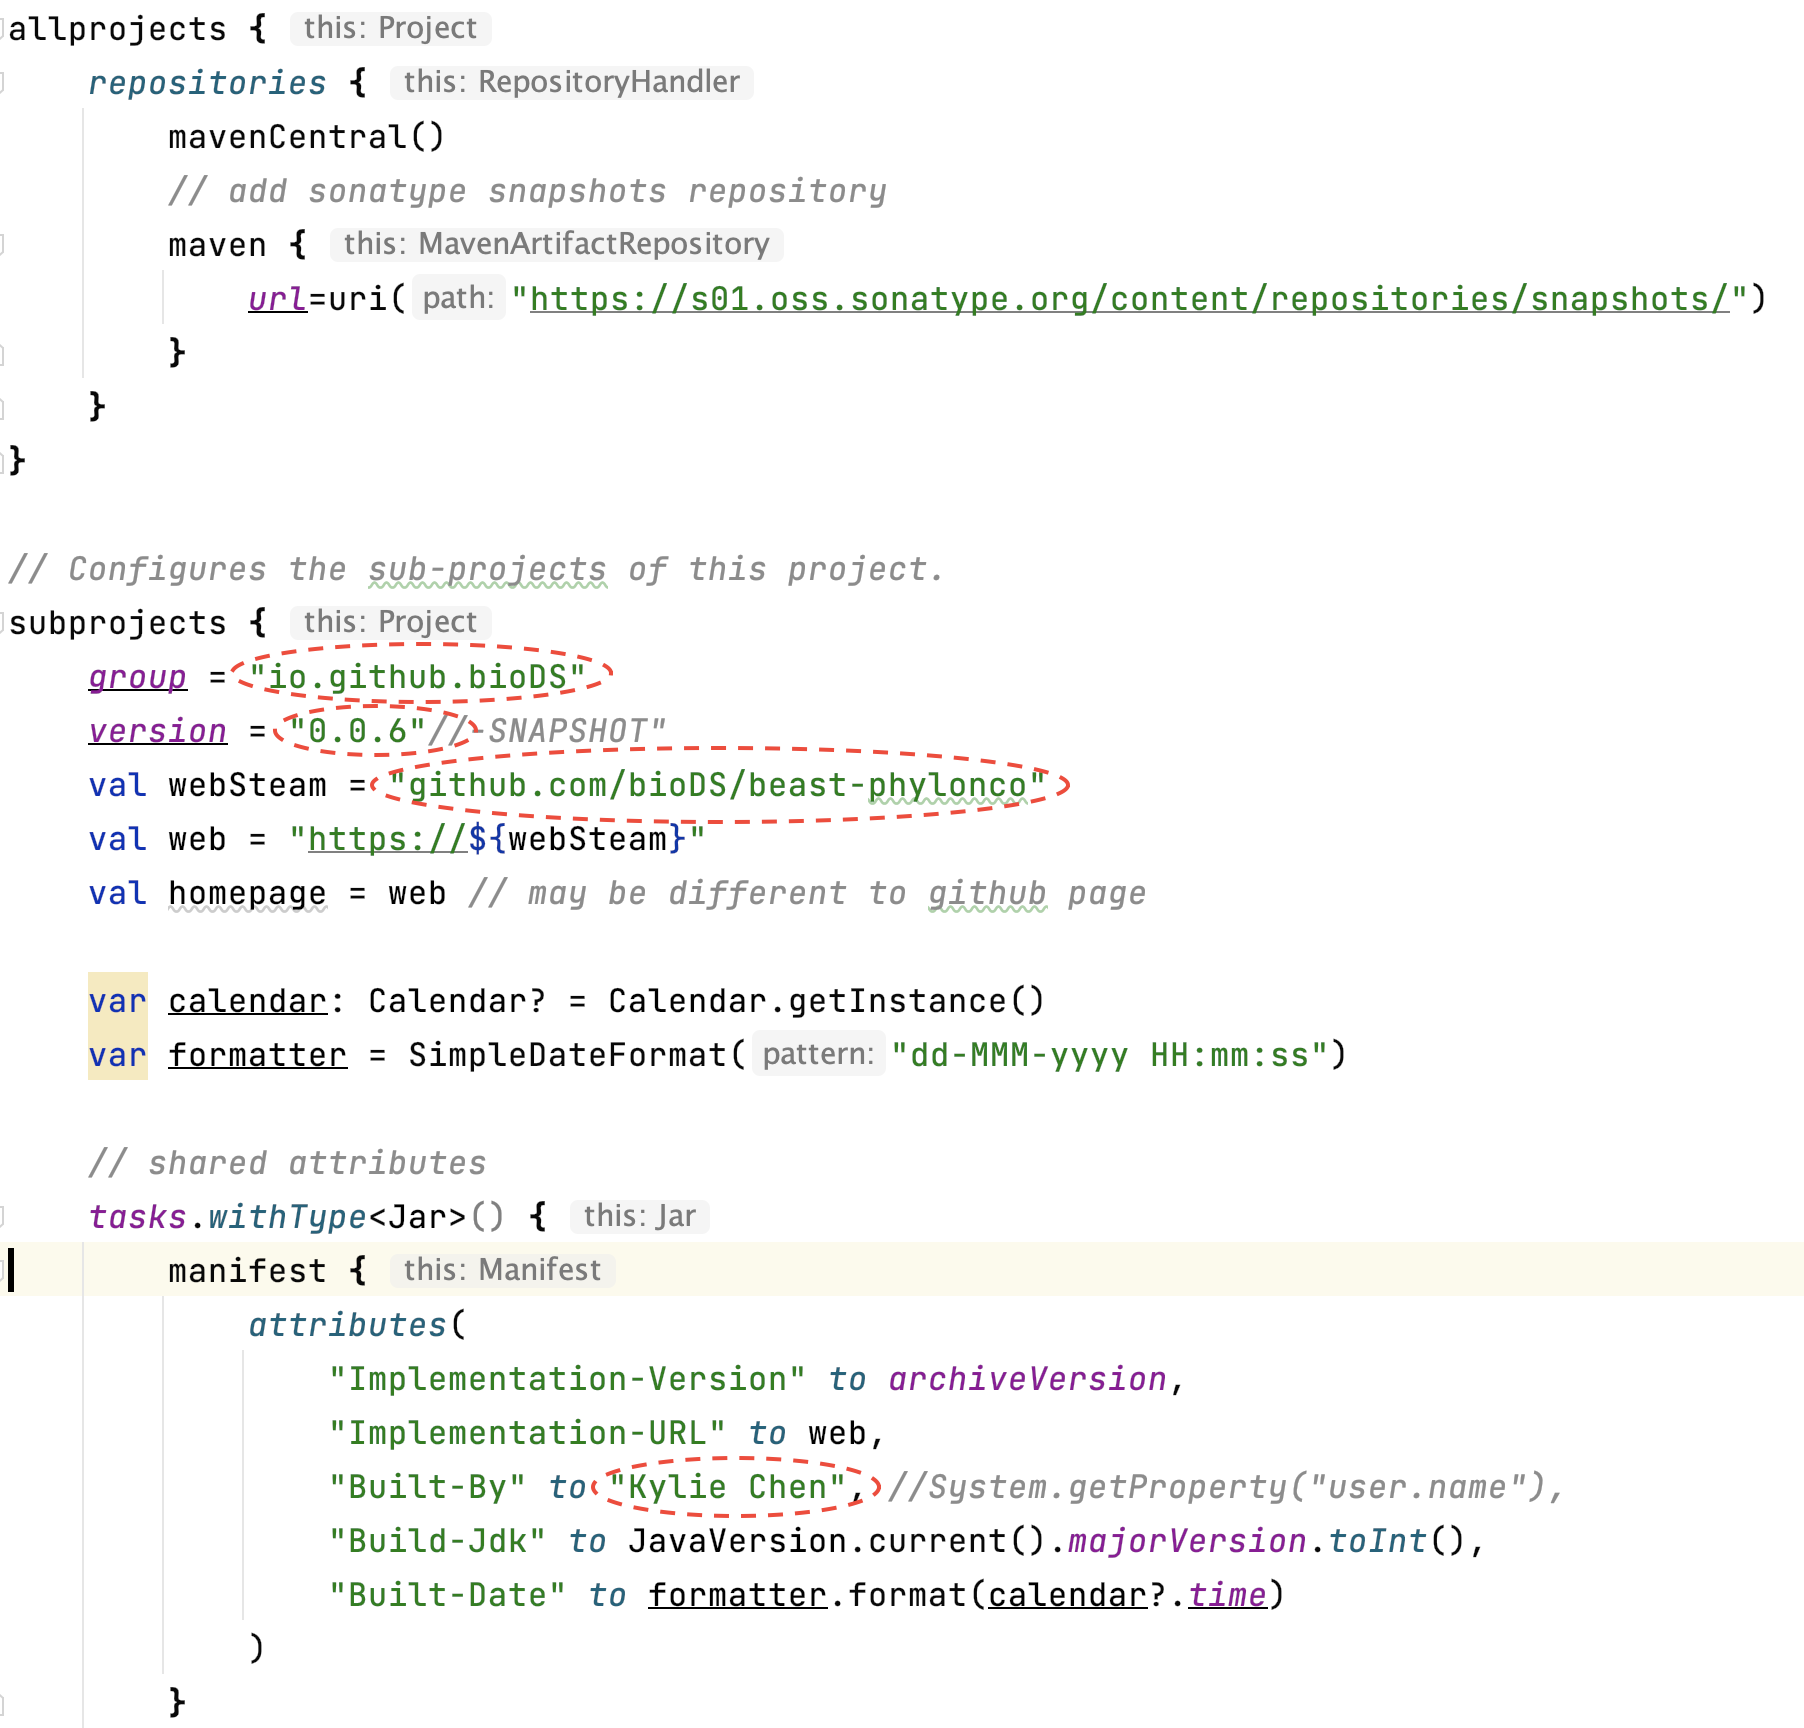 allprojects { this: Project
repositories { this: RepositoryHandler
mavenCentral()
// add sonatype snapshots repository
maven { this: MavenArtifactRepository
url=uri( path: "https://s01.oss.sonatype.org/content/repositories/snapshots/")
}
}
}
// Configures the sub-projects of this project.
subprojects { this: Project
group = "io.github.bioDS"
version = "0.0.6"//-SNAPSHOT"
val webSteam = "github.com/bioDS/beast-phylonco"
val web = "https://${webSteam}"
val homepage = web // may be different to github page
var calendar: Calendar? = Calendar.getInstance()
var formatter = SimpleDateFormat( pattern: "dd-MMM-yyyy HH:mm:ss")
// shared attributes
tasks.withType<Jar>() { this: Jar
manifest { this: Manifest
attributes(
"Implementation-Version" to archiveVersion,
"Implementation-URL" to web,
"Built-By" to "Kylie Chen", //System.getProperty("user.name"),
"Build-Jdk" to JavaVersion.current().majorVersion.toInt(),
"Built-Date" to formatter.format(calendar?.time)
)
}